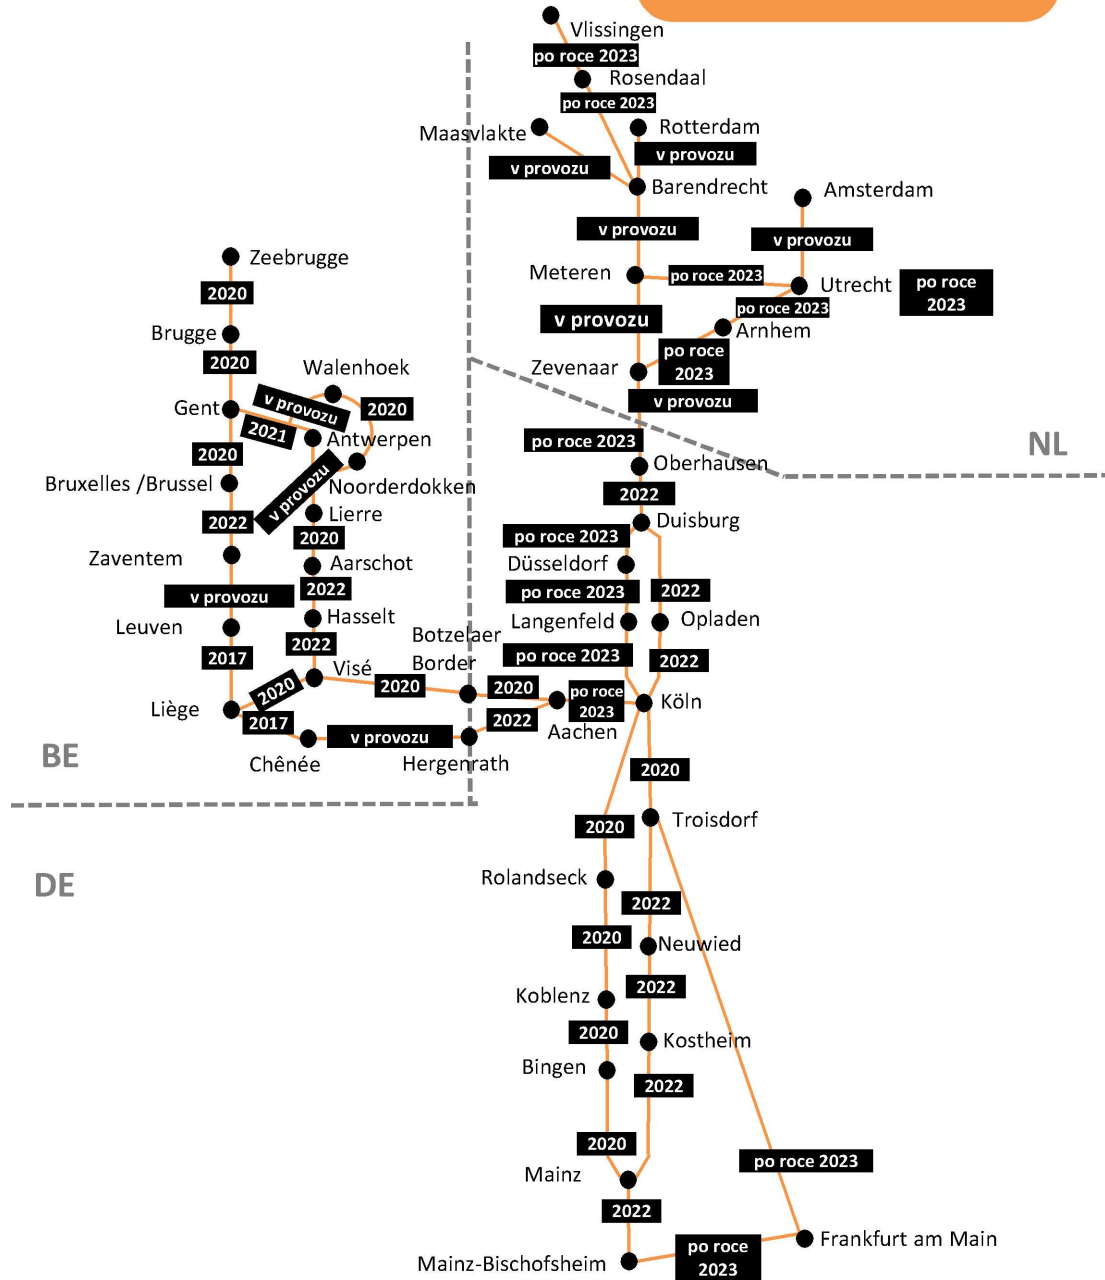 Vlissingen
po roce 2023
Rosendaal
po roce 2023
Maasvlakte
Rotterdam
v provozu
v provozu
Barendrecht
Amsterdam
v provozu
v provozu
Zeebrugge
Meteren
po roce 2023
Utrecht
po roce
2023
2020
po roce 2023
v provozu
Arnhem
Brugge
po roce
2023
2020
Walenhoek
Zevenaar
v provozu
v provozu
2020
Gent
2021
Antwerpen
po roce 2023
NL
2020
Oberhausen
Bruxelles /Brussel
v provozu
Noorderdokken
2022
2022
Lierre
Duisburg
2020
po roce 2023
Zaventem
Aarschot
Düsseldorf
2022
po roce 2023
2022
v provozu
Hasselt
Langenfeld
Opladen
Leuven
Botzelaer
Border
2022
2017
po roce 2023
2022
Visé
2020
2020
2020
po roce
2023
Köln
Liège
2017
2022
Aachen
v provozu
Chênée
Hergenrath
BE
2020
2020
Troisdorf
DE
Rolandseck
2022
2020
Neuwied
2022
Koblenz
2020
Kostheim
Bingen
2022
2020
po roce 2023
Mainz
2022
Frankfurt am Main
po roce
2023
Mainz-Bischofsheim